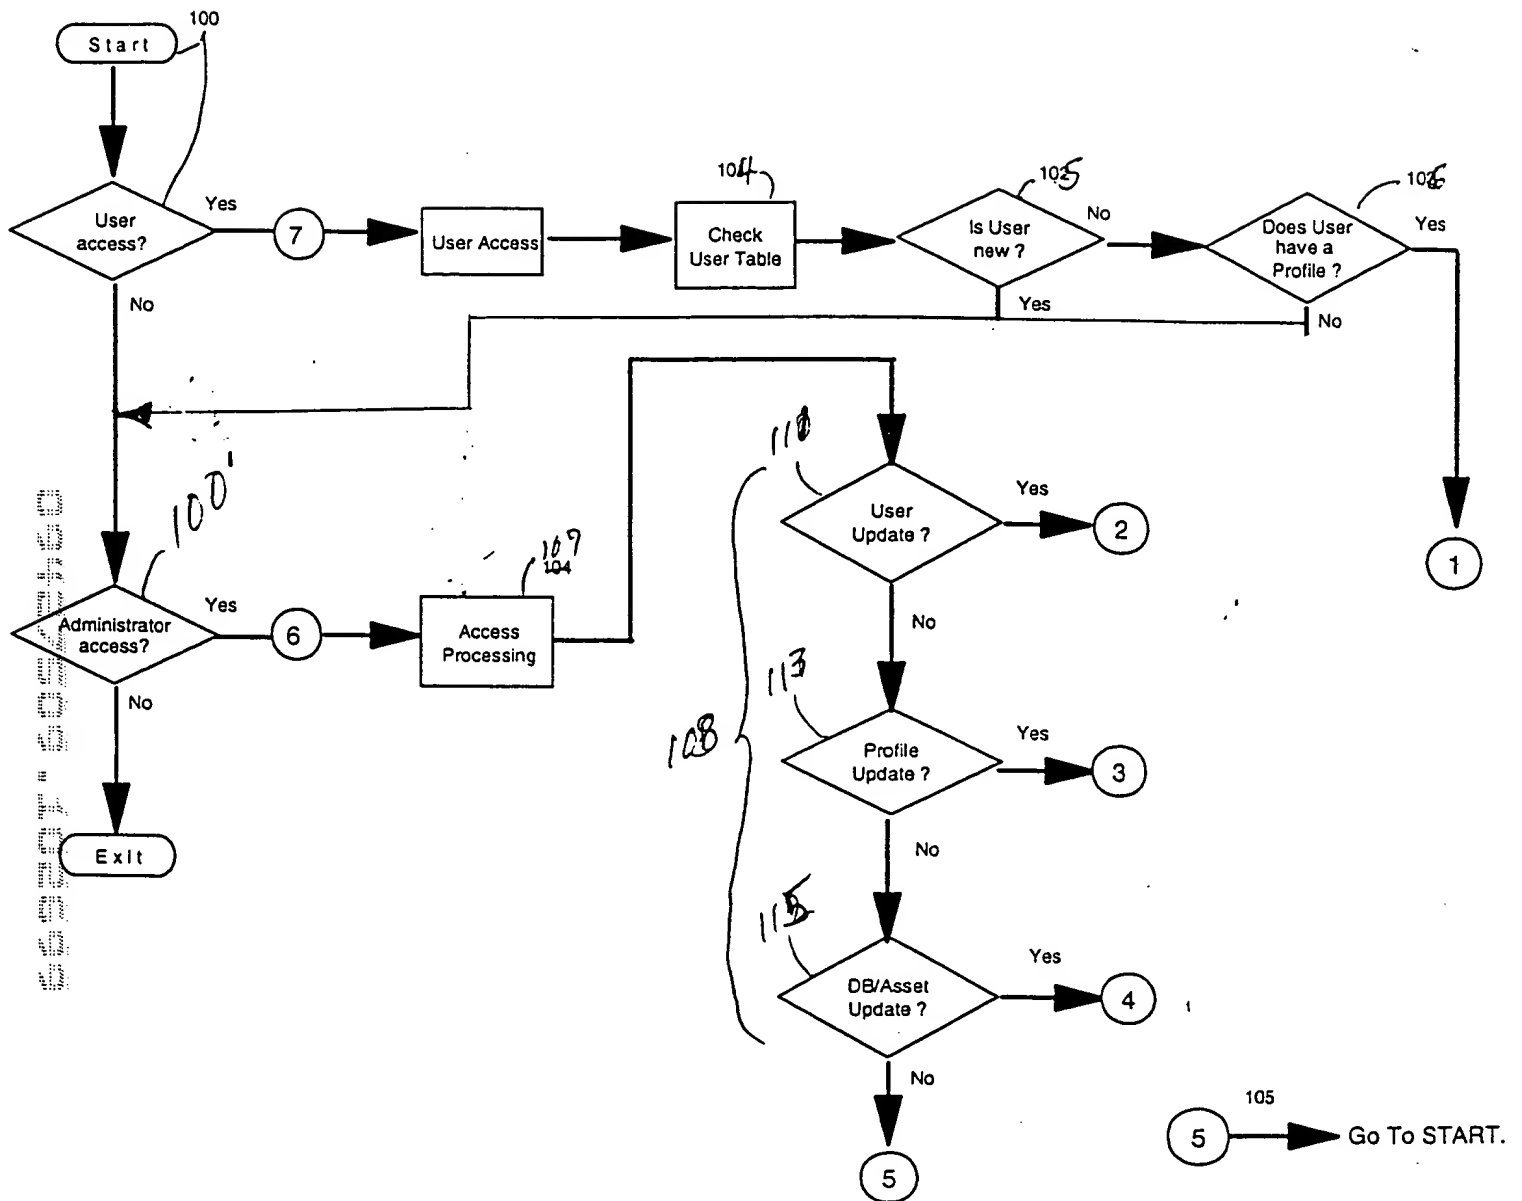 100
Start
User
access?
Yes
7
User Access
104
Check
User Table
105
Is User
new ?
No
106
Does User
have a
Profile ?
Yes
No
Yes
No
110
User
Update ?
Yes
2
1
100'
Administrator
access?
Yes
6
107
104
Access
Processing
No
No
113
Profile
Update ?
Yes
3
108
Exit
No
115
DB/Asset
Update ?
Yes
4
No
105
5
Go To START.
5